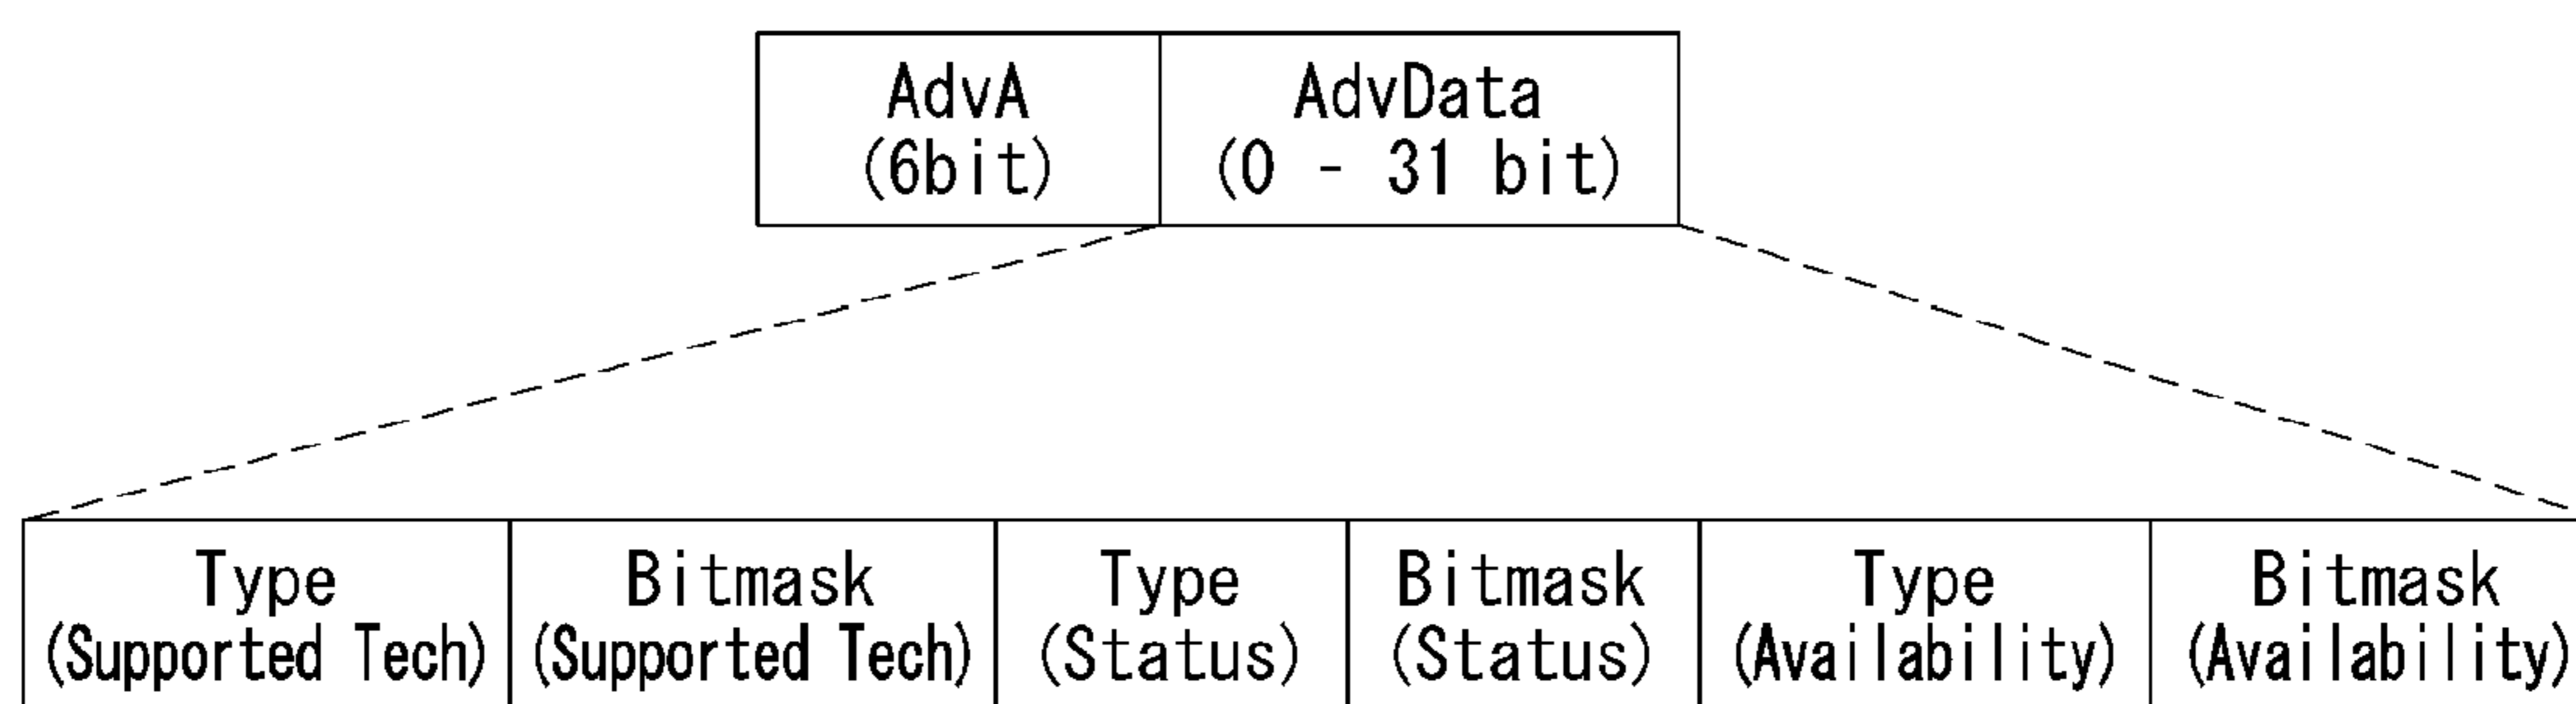 AdvA AdvData
(6bit) (0 - 31 bit)
Type Bitmask Type Bitmask Type Bitmask
(Supported Tech) (Supported Tech) (Status) (Status) (Availability) (Availability)